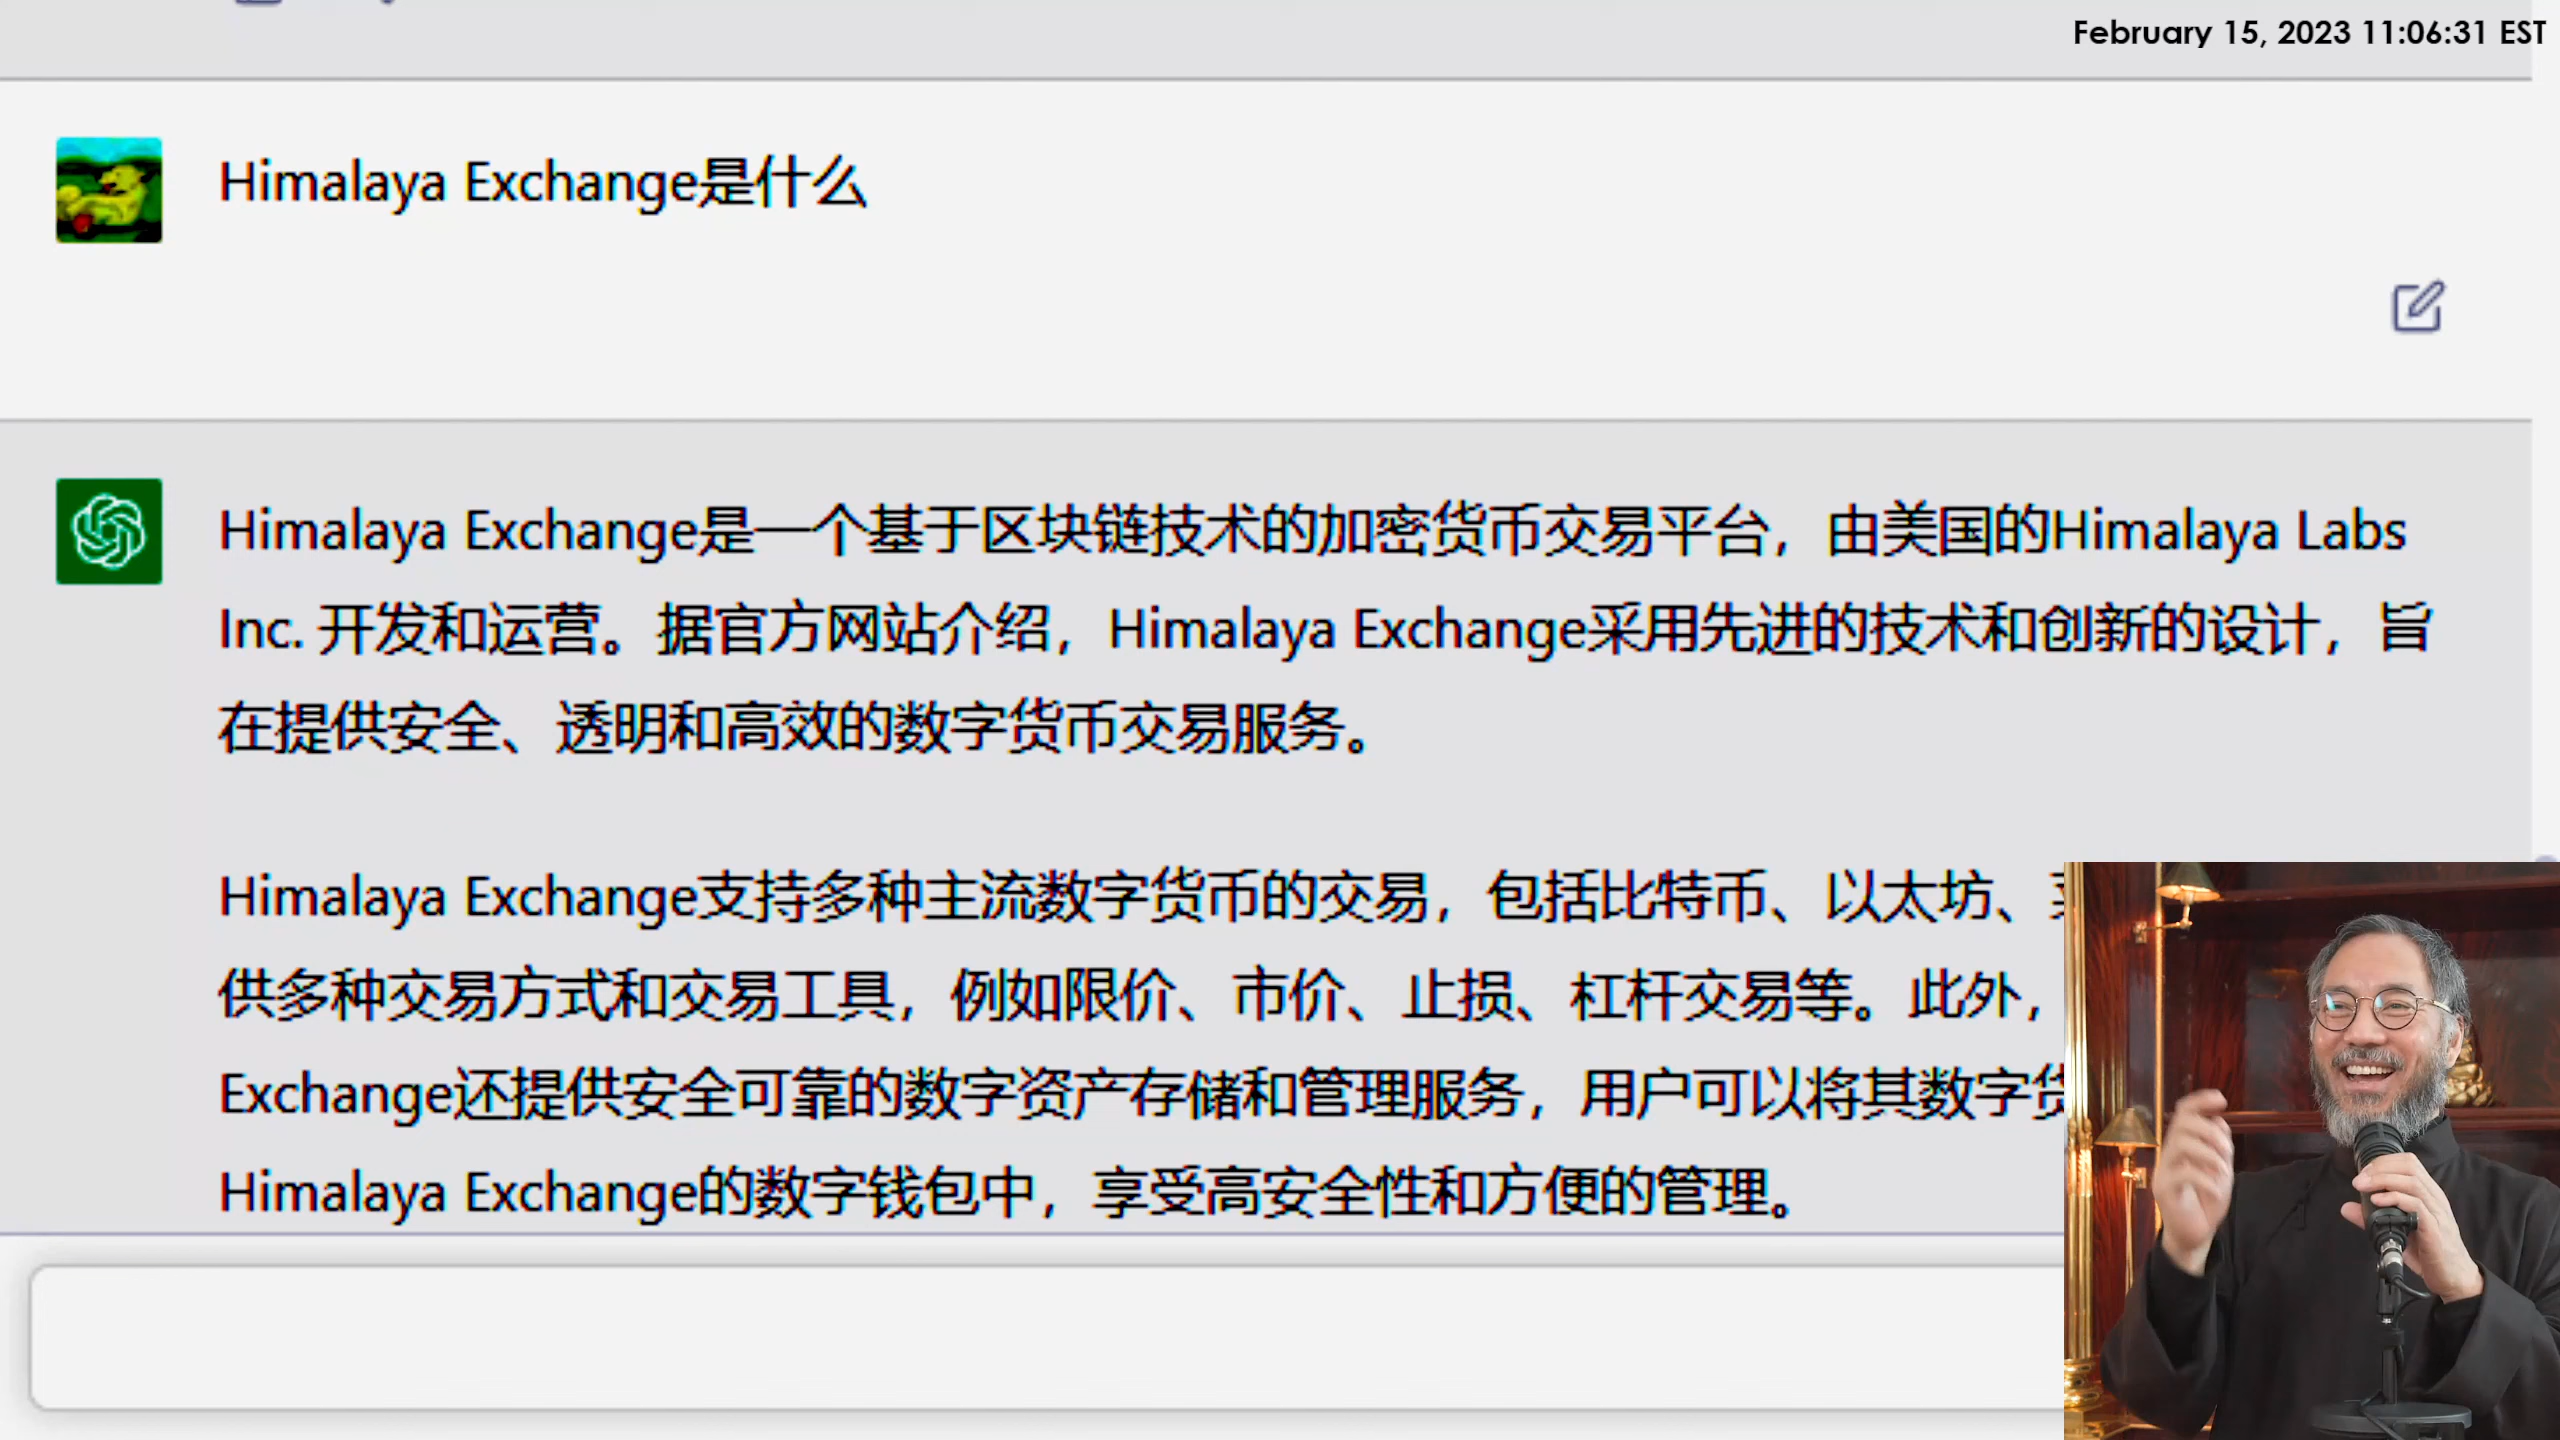 February 15, 2023 11:06:31 EST
Himalaya Exchange是什么
Himalaya Exchange是一个基于区块链技术的加密货币交易平台，由美国的Himalaya Labs
Inc. 开发和运营。据官方网站介绍，Himalaya Exchange采用先进的技术和创新的设计，旨
在提供安全、透明和高效的数字货币交易服务。
Himalaya Exchange支持多种主流数字货币的交易，包括比特币、以太坊、
供多种交易方式和交易工具，例如限价、市价、止损、杠杆交易等。此外，
Exchange还提供安全可靠的数字资产存储和管理服务，用户可以将其数字货
Himalaya Exchange的数字钱包中，享受高安全性和方便的管理。